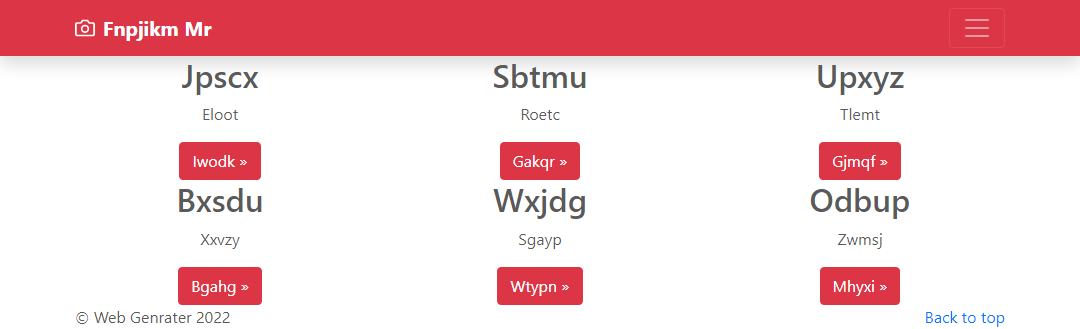 Fnpjikm Mr
Jpscx Sbtmu Upxyz
Eloot Roetc Tlemt
Iwodk » Gakqr » Gjmqf »
Bxsdu Wxjdg Odbup
Xxvzy Sgayp Zwmsj
Bgahg » Wtypn » Mhyxi »
© Web Genrater 2022 Back to top